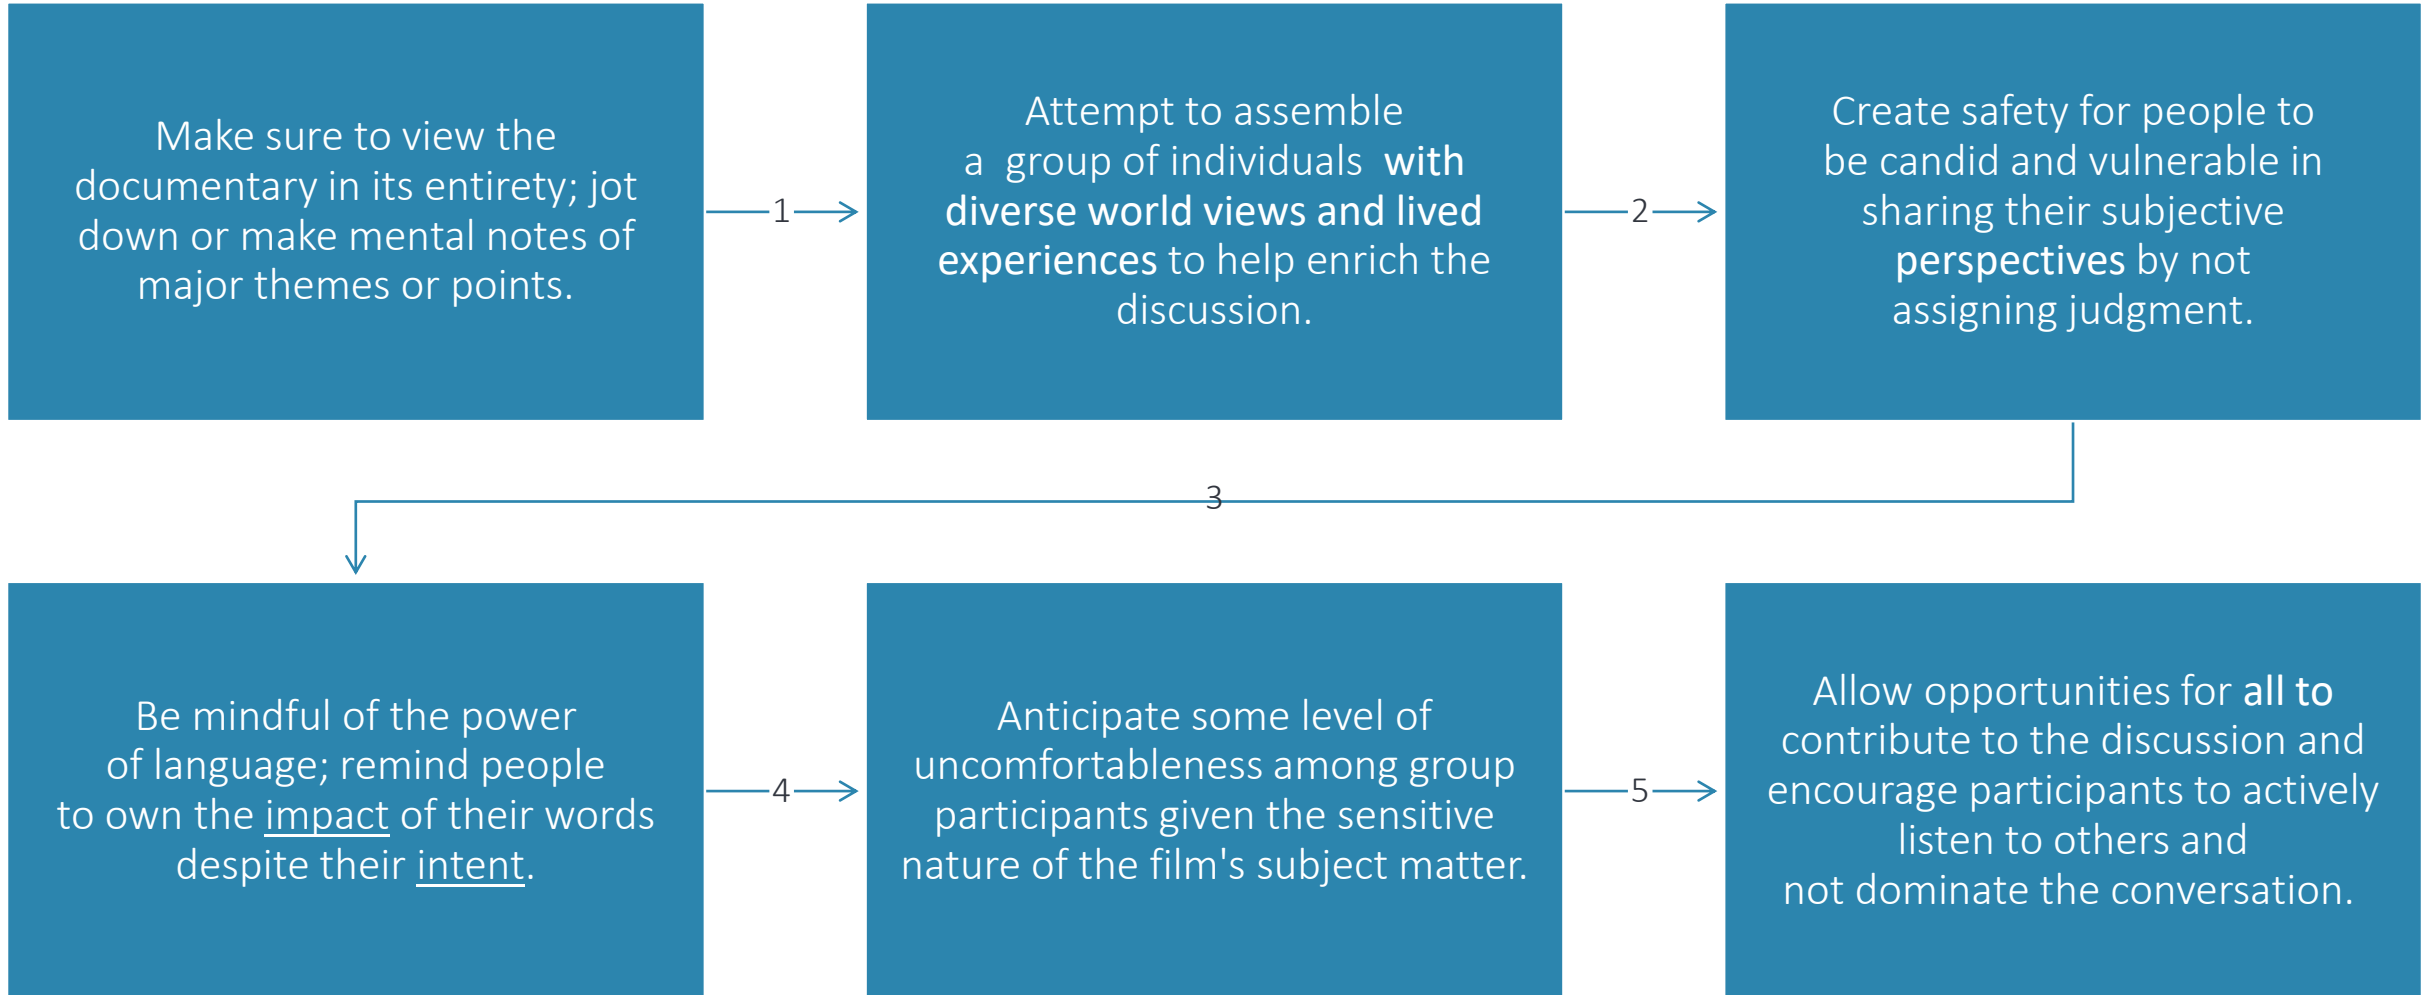 Make sure to view the
documentary in its entirety; jot
down or make mental notes of
major themes or points.
1
Attempt to assemble
a group of individuals with
diverse world views and lived
experiences to help enrich the
discussion.
2
Create safety for people to
be candid and vulnerable in
sharing their subjective
perspectives by not
assigning judgment.
3
Be mindful of the power
of language; remind people
to own the impact of their words
despite their intent.
4
Anticipate some level of
uncomfortableness among group
participants given the sensitive
nature of the film's subject matter.
5
Allow opportunities for all to
contribute to the discussion and
encourage participants to actively
listen to others and
not dominate the conversation.